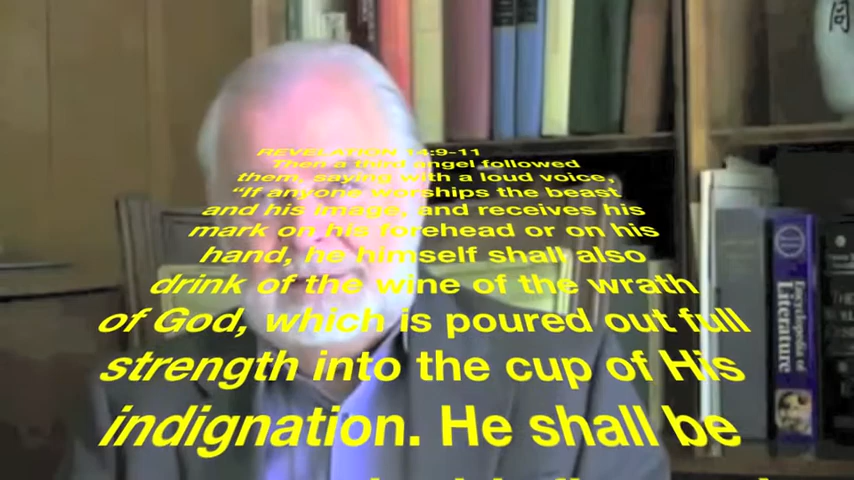 REVELATION 14:9-11
Then a third angel followed
them, saying with a loud voice,
“If anyone worships the beast
and his image, and receives his
mark on his forehead or on his
hand, he himself shall also
drink of the wine of the wrath
of God, which is poured out full
strength into the cup of His
indignation. He shall be
Encyclopedia of
Literature